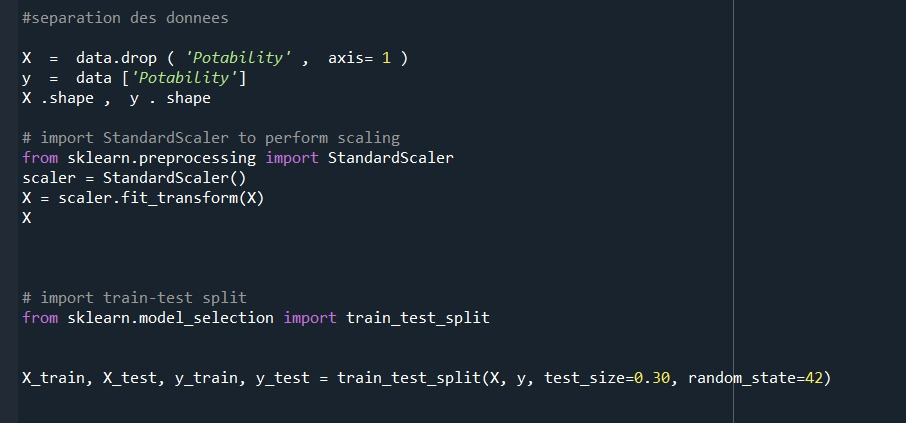 #separation des donnees
X  =  data.drop ( 'Potability' ,  axis= 1 )
y  =  data ['Potability']
X .shape ,  y . shape
# import StandardScaler to perform scaling
from sklearn.preprocessing import StandardScaler
scaler = StandardScaler()
X = scaler.fit_transform(X)
X
# import train-test split
from sklearn.model_selection import train_test_split
X_train, X_test, y_train, y_test = train_test_split(X, y, test_size=0.30, random_state=42)